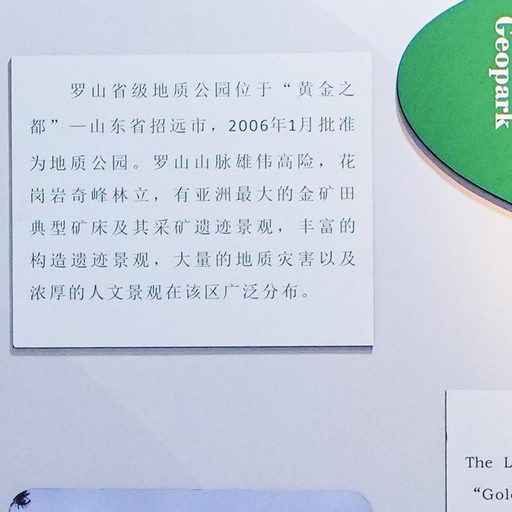 罗山省级地质公园位于“黄金之
都”—山东省招远市，2006年1月批准
为地质公园。罗山山脉雄伟高险，花
岗岩奇峰林立，有亚洲最大的金矿田
典型矿床及其采矿遗迹景观，丰富的
构造遗迹景观，大量的地质灾害以及
浓厚的人文景观在该区广泛分布。
Geopark
The L
“Gol